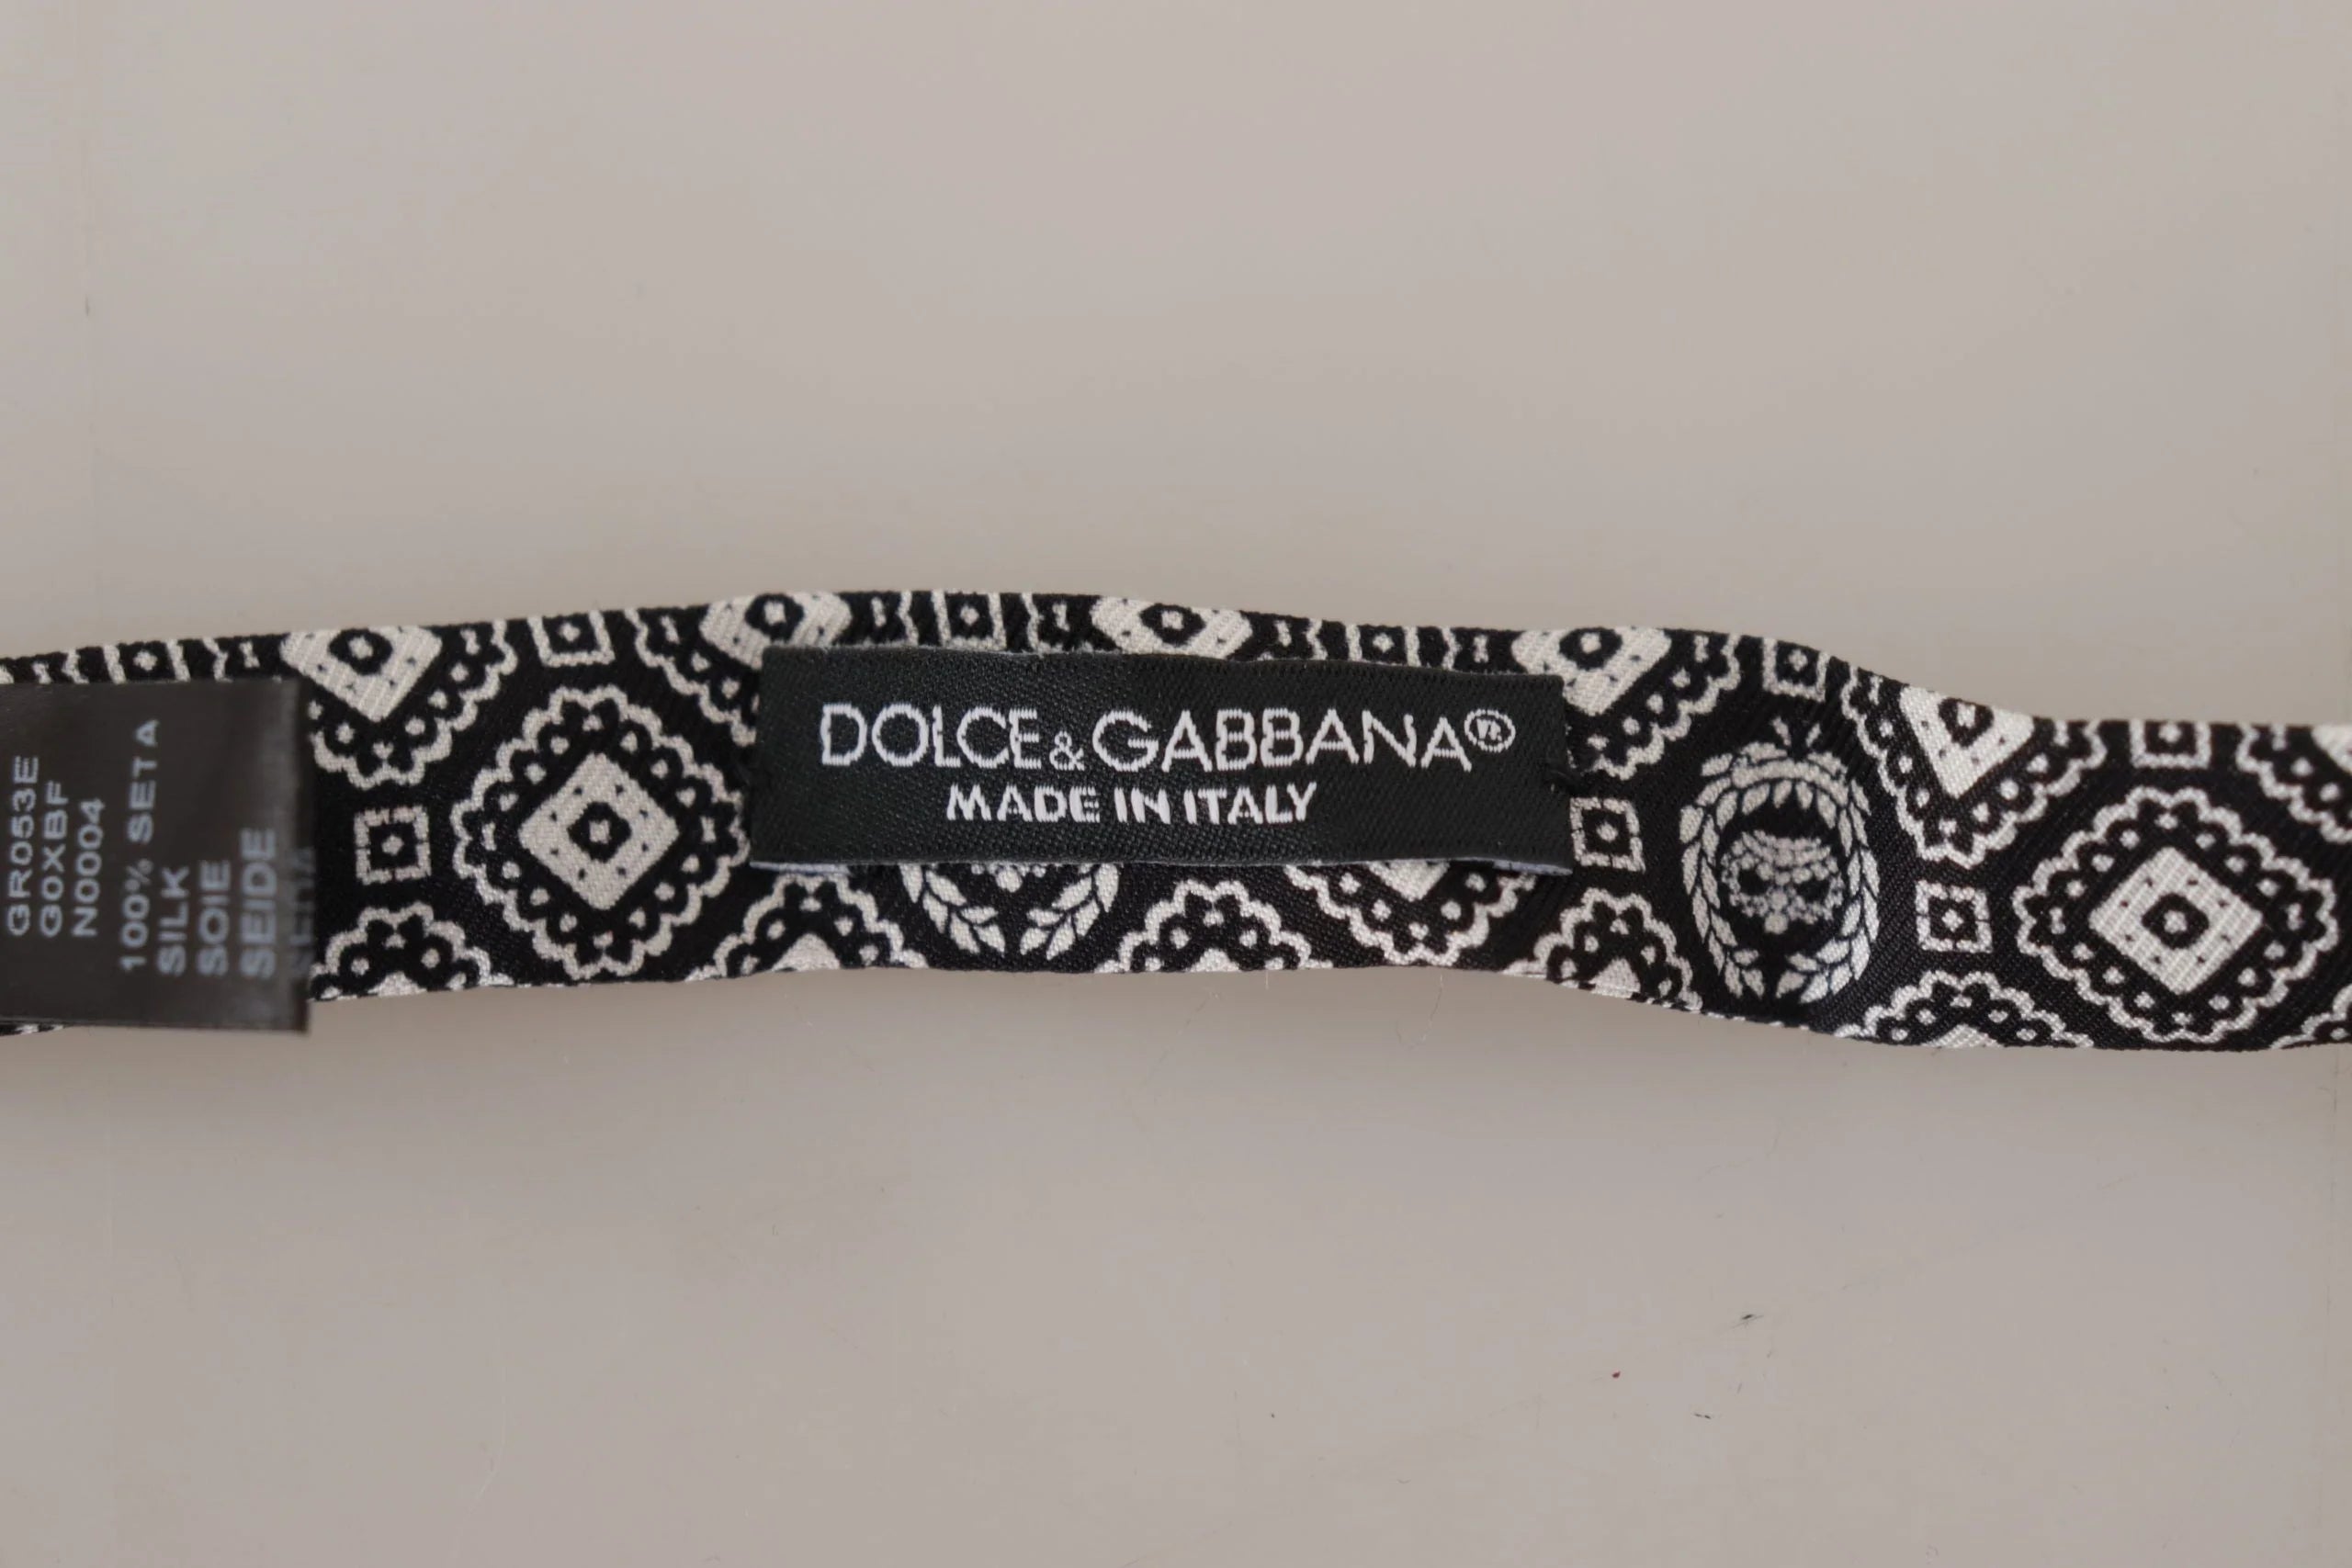 GR053E
G0XBF
N0004
100% SETA
SILK
SOIE
SEIDE
DOLCE & GABBANA®
MADE IN ITALY